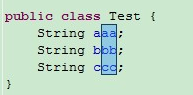 public class Test {
    String aaa;
    String bbb;
    String ccc;
}